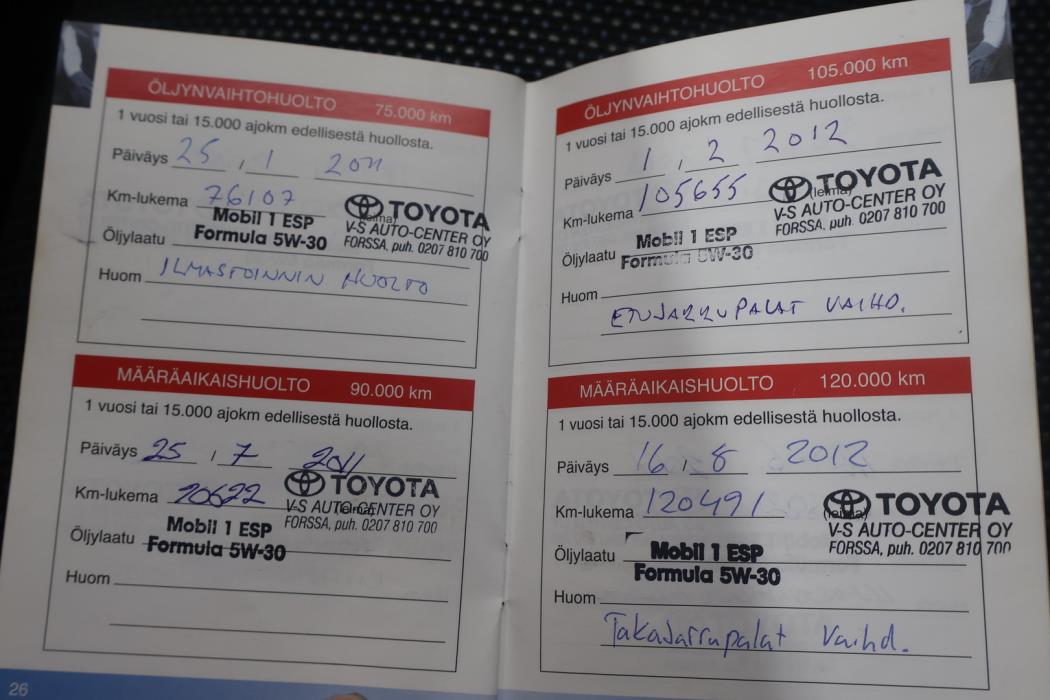 ÖLJYNVAIHTOHUOLTO 75.000 km
1 vuosi tai 15.000 ajokm edellisestä huollosta.
Päiväys 25 , 1 2011
Km-lukema 76107
(leima)
TOYOTA
V-S AUTO-CENTER OY
FORSSA, puh. 0207 810 700
Öljylaatu Mobil 1 ESP
Formula 5W-30
Huom ILMASTOINNIN HUOLTO
MÄÄRÄAIKAISHUOLTO 90.000 km
1 vuosi tai 15.000 ajokm edellisestä huollosta.
Päiväys 25 , 7 2011
Km-lukema 90622
(leima)
TOYOTA
V-S AUTO-CENTER OY
FORSSA, puh. 0207 810 700
Öljylaatu Mobil 1 ESP
Formula 5W-30
Huom
26
ÖLJYNVAIHTOHUOLTO 105.000 km
1 vuosi tai 15.000 ajokm edellisestä huollosta.
Päiväys 1 , 2 2012
Km-lukema 105655
(leima)
TOYOTA
V-S AUTO-CENTER OY
FORSSA, puh. 0207 810 700
Öljylaatu Mobil 1 ESP
Formula 5W-30
Huom
ETUJARRUPALAT VAIHD.
MÄÄRÄAIKAISHUOLTO 120.000 km
1 vuosi tai 15.000 ajokm edellisestä huollosta.
Päiväys 16 , 8 2012
Km-lukema 120491
(leima)
TOYOTA
V-S AUTO-CENTER OY
FORSSA, puh. 0207 810 700
Öljylaatu Mobil 1 ESP
Formula 5W-30
Huom
Takajarrupalat vaihd.